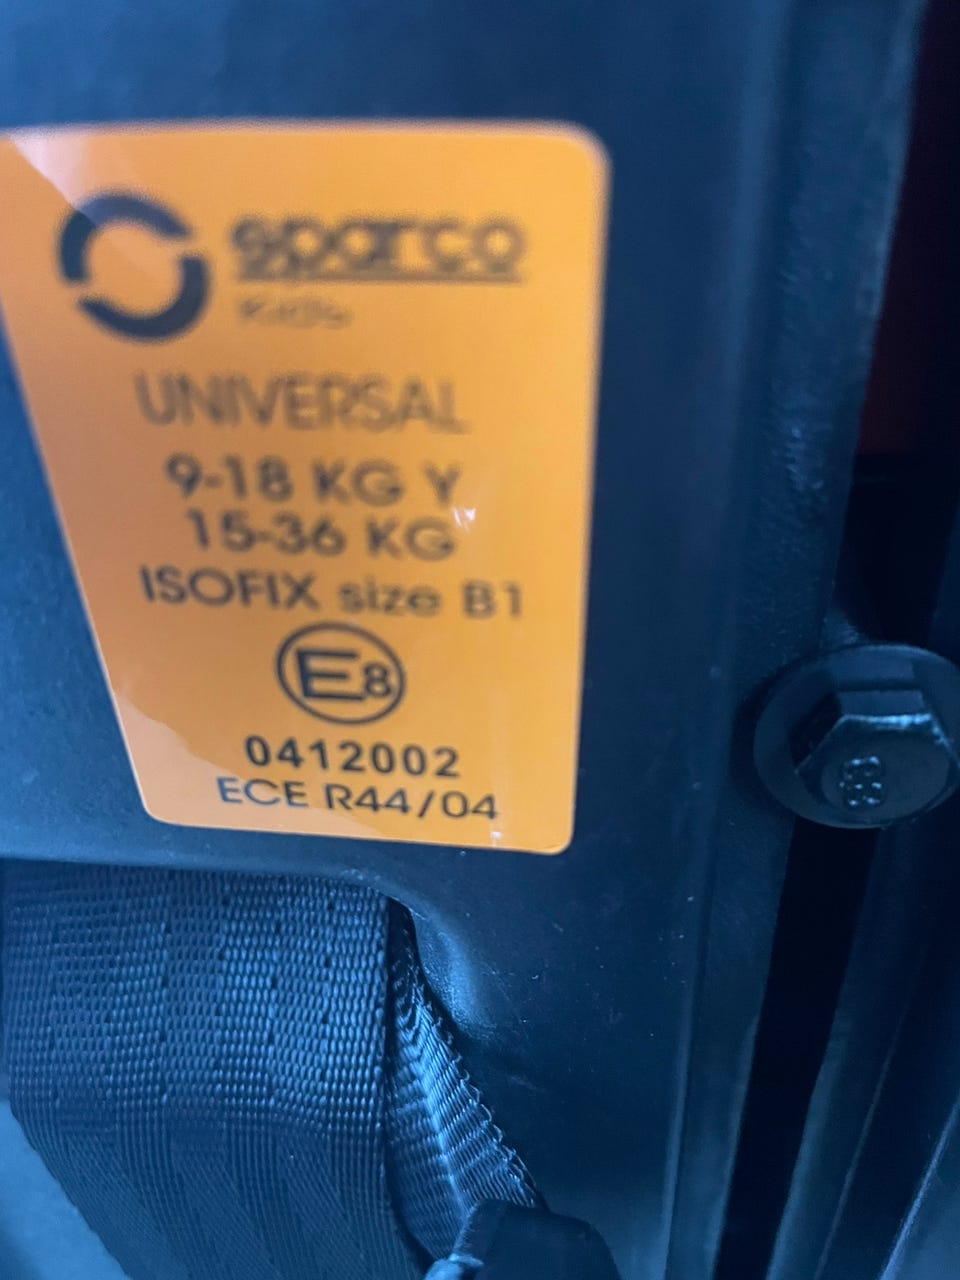 sparco
Kids
UNIVERSAL
9-18 KG Y
15-36 KG
ISOFIX size B1
E8
0412002
ECE R44/04